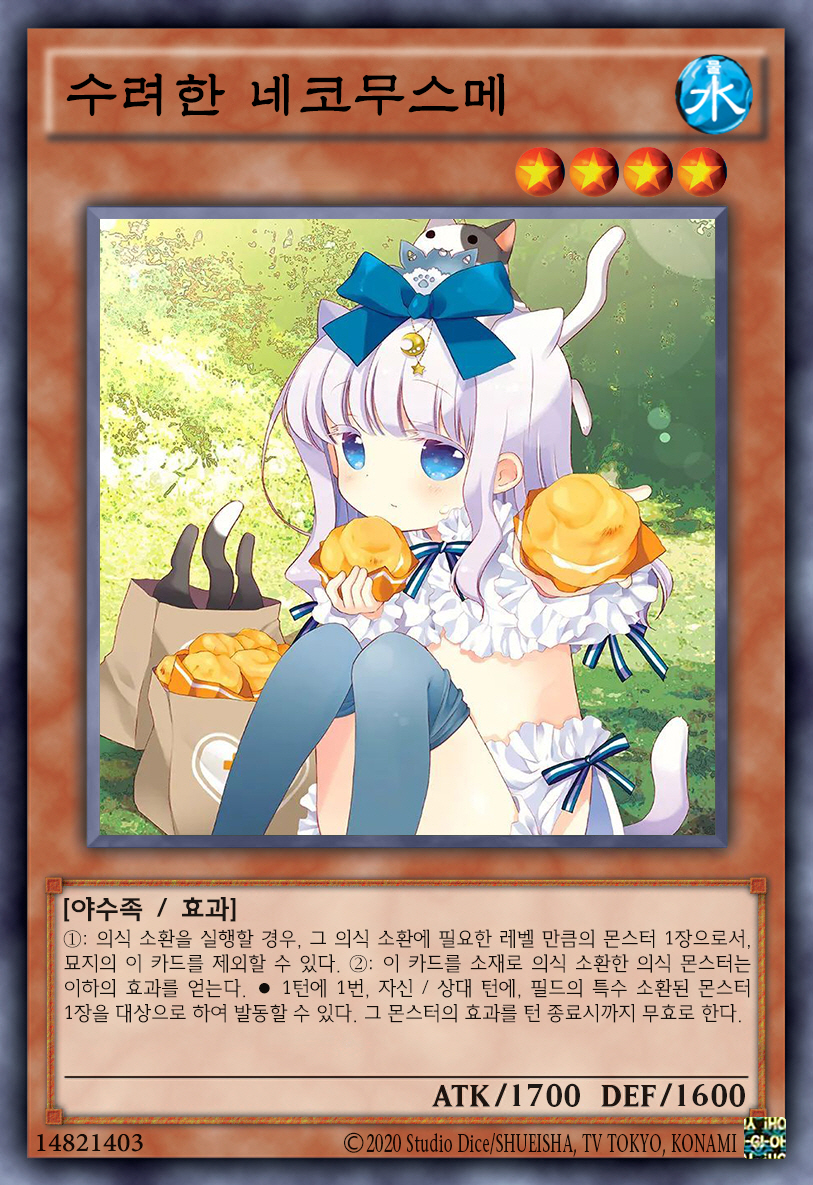 수려한 네코무스메
물
水
[야수족 / 효과]
①: 의식 소환을 실행할 경우, 그 의식 소환에 필요한 레벨 만큼의 몬스터 1장으로서,
묘지의 이 카드를 제외할 수 있다. ②: 이 카드를 소재로 의식 소환한 의식 몬스터는
이하의 효과를 얻는다. ● 1턴에 1번, 자신 / 상대 턴에, 필드의 특수 소환된 몬스터
1장을 대상으로 하여 발동할 수 있다. 그 몬스터의 효과를 턴 종료시까지 무효로 한다.
ATK/1700 DEF/1600
14821403 ©2020 Studio Dice/SHUEISHA, TV TOKYO, KONAMI